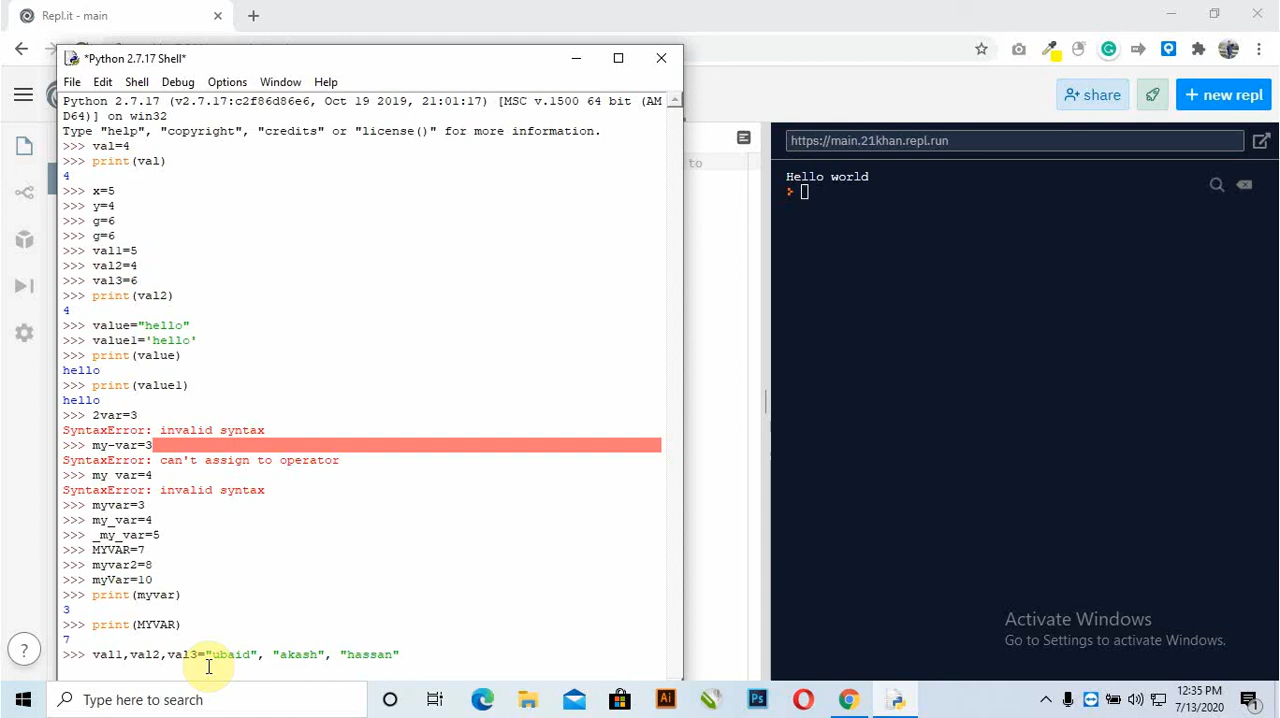 Repl.it - main
*Python 2.7.17 Shell*
File Edit Shell Debug Options Window Help
Python 2.7.17 (v2.7.17:c2f86d86e6, Oct 19 2019, 21:01:17) [MSC v.1500 64 bit (AM
D64)] on win32
Type "help", "copyright", "credits" or "license()" for more information.
>>> val=4
>>> print(val)
4
>>> x=5
>>> y=4
>>> g=6
>>> g=6
>>> val1=5
>>> val2=4
>>> val3=6
>>> print(val2)
4
>>> value="hello"
>>> value1='hello'
>>> print(value)
hello
>>> print(value1)
hello
>>> 2var=3
SyntaxError: invalid syntax
>>> my-var=3
SyntaxError: can't assign to operator
>>> my var=4
SyntaxError: invalid syntax
>>> myvar=3
>>> my_var=4
>>> _my_var=5
>>> MYVAR=7
>>> myvar2=8
>>> myVar=10
>>> print(myvar)
3
>>> print(MYVAR)
7
>>> val1,val2,val3="ubaid", "akash", "hassan"
share
+ new repl
to
https://main.21khan.repl.run
Hello world
Activate Windows
Go to Settings to activate Windows.
?
Type here to search
Ai
Ps
12:35 PM
7/13/2020
1